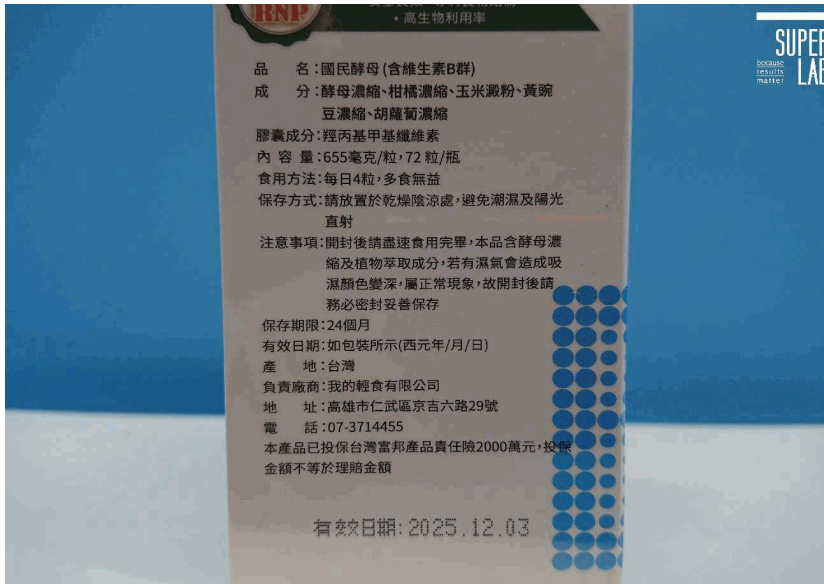 RNP
•高生物利用率
SUPER
LAB
because
results
matter
品 名:國民酵母(含維生素B群)
成 分:酵母濃縮、柑橘濃縮、玉米澱粉、黃豌
豆濃縮、胡蘿蔔濃縮
膠囊成分:羥丙基甲基纖維素
內 容 量:655毫克/粒,72 粒/瓶
食用方法:每日4粒,多食無益
保存方式:請放置於乾燥陰涼處,避免潮濕及陽光
直射
注意事項:開封後請盡速食用完畢,本品含酵母濃
縮及植物萃取成分,若有濕氣會造成吸
濕顏色變深,屬正常現象,故開封後請
務必密封妥善保存
保存期限:24個月
有效日期:如包裝所示(西元年/月/日)
產 地:台灣
負責廠商:我的輕食有限公司
地 址:高雄市仁武區京吉六路29號
電 話:07-3714455
本產品已投保台灣富邦產品責任險2000萬元,投保
金額不等於理賠金額
有效日期:2025.12.03